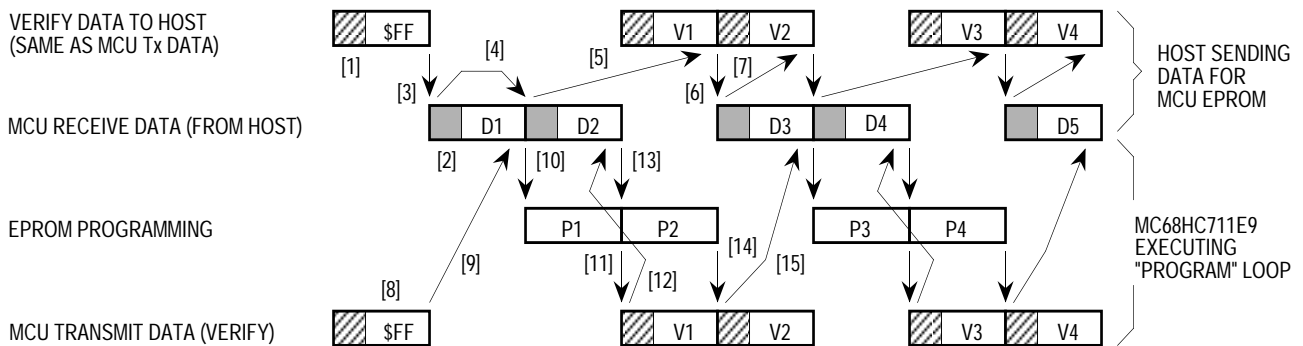 VERIFY DATA TO HOST
(SAME AS MCU Tx DATA)
$FF
V1
V2
V3
V4
[1]
[3]
[4]
[5]
[6]
[7]
HOST SENDING
DATA FOR
MCU EPROM
MCU RECEIVE DATA (FROM HOST)
D1
D2
D3
D4
D5
[2]
[10]
[13]
EPROM PROGRAMMING
P1
P2
P3
P4
[9]
[11]
[12]
[14]
[15]
MC68HC711E9
EXECUTING
"PROGRAM" LOOP
[8]
MCU TRANSMIT DATA (VERIFY)
$FF
V1
V2
V3
V4